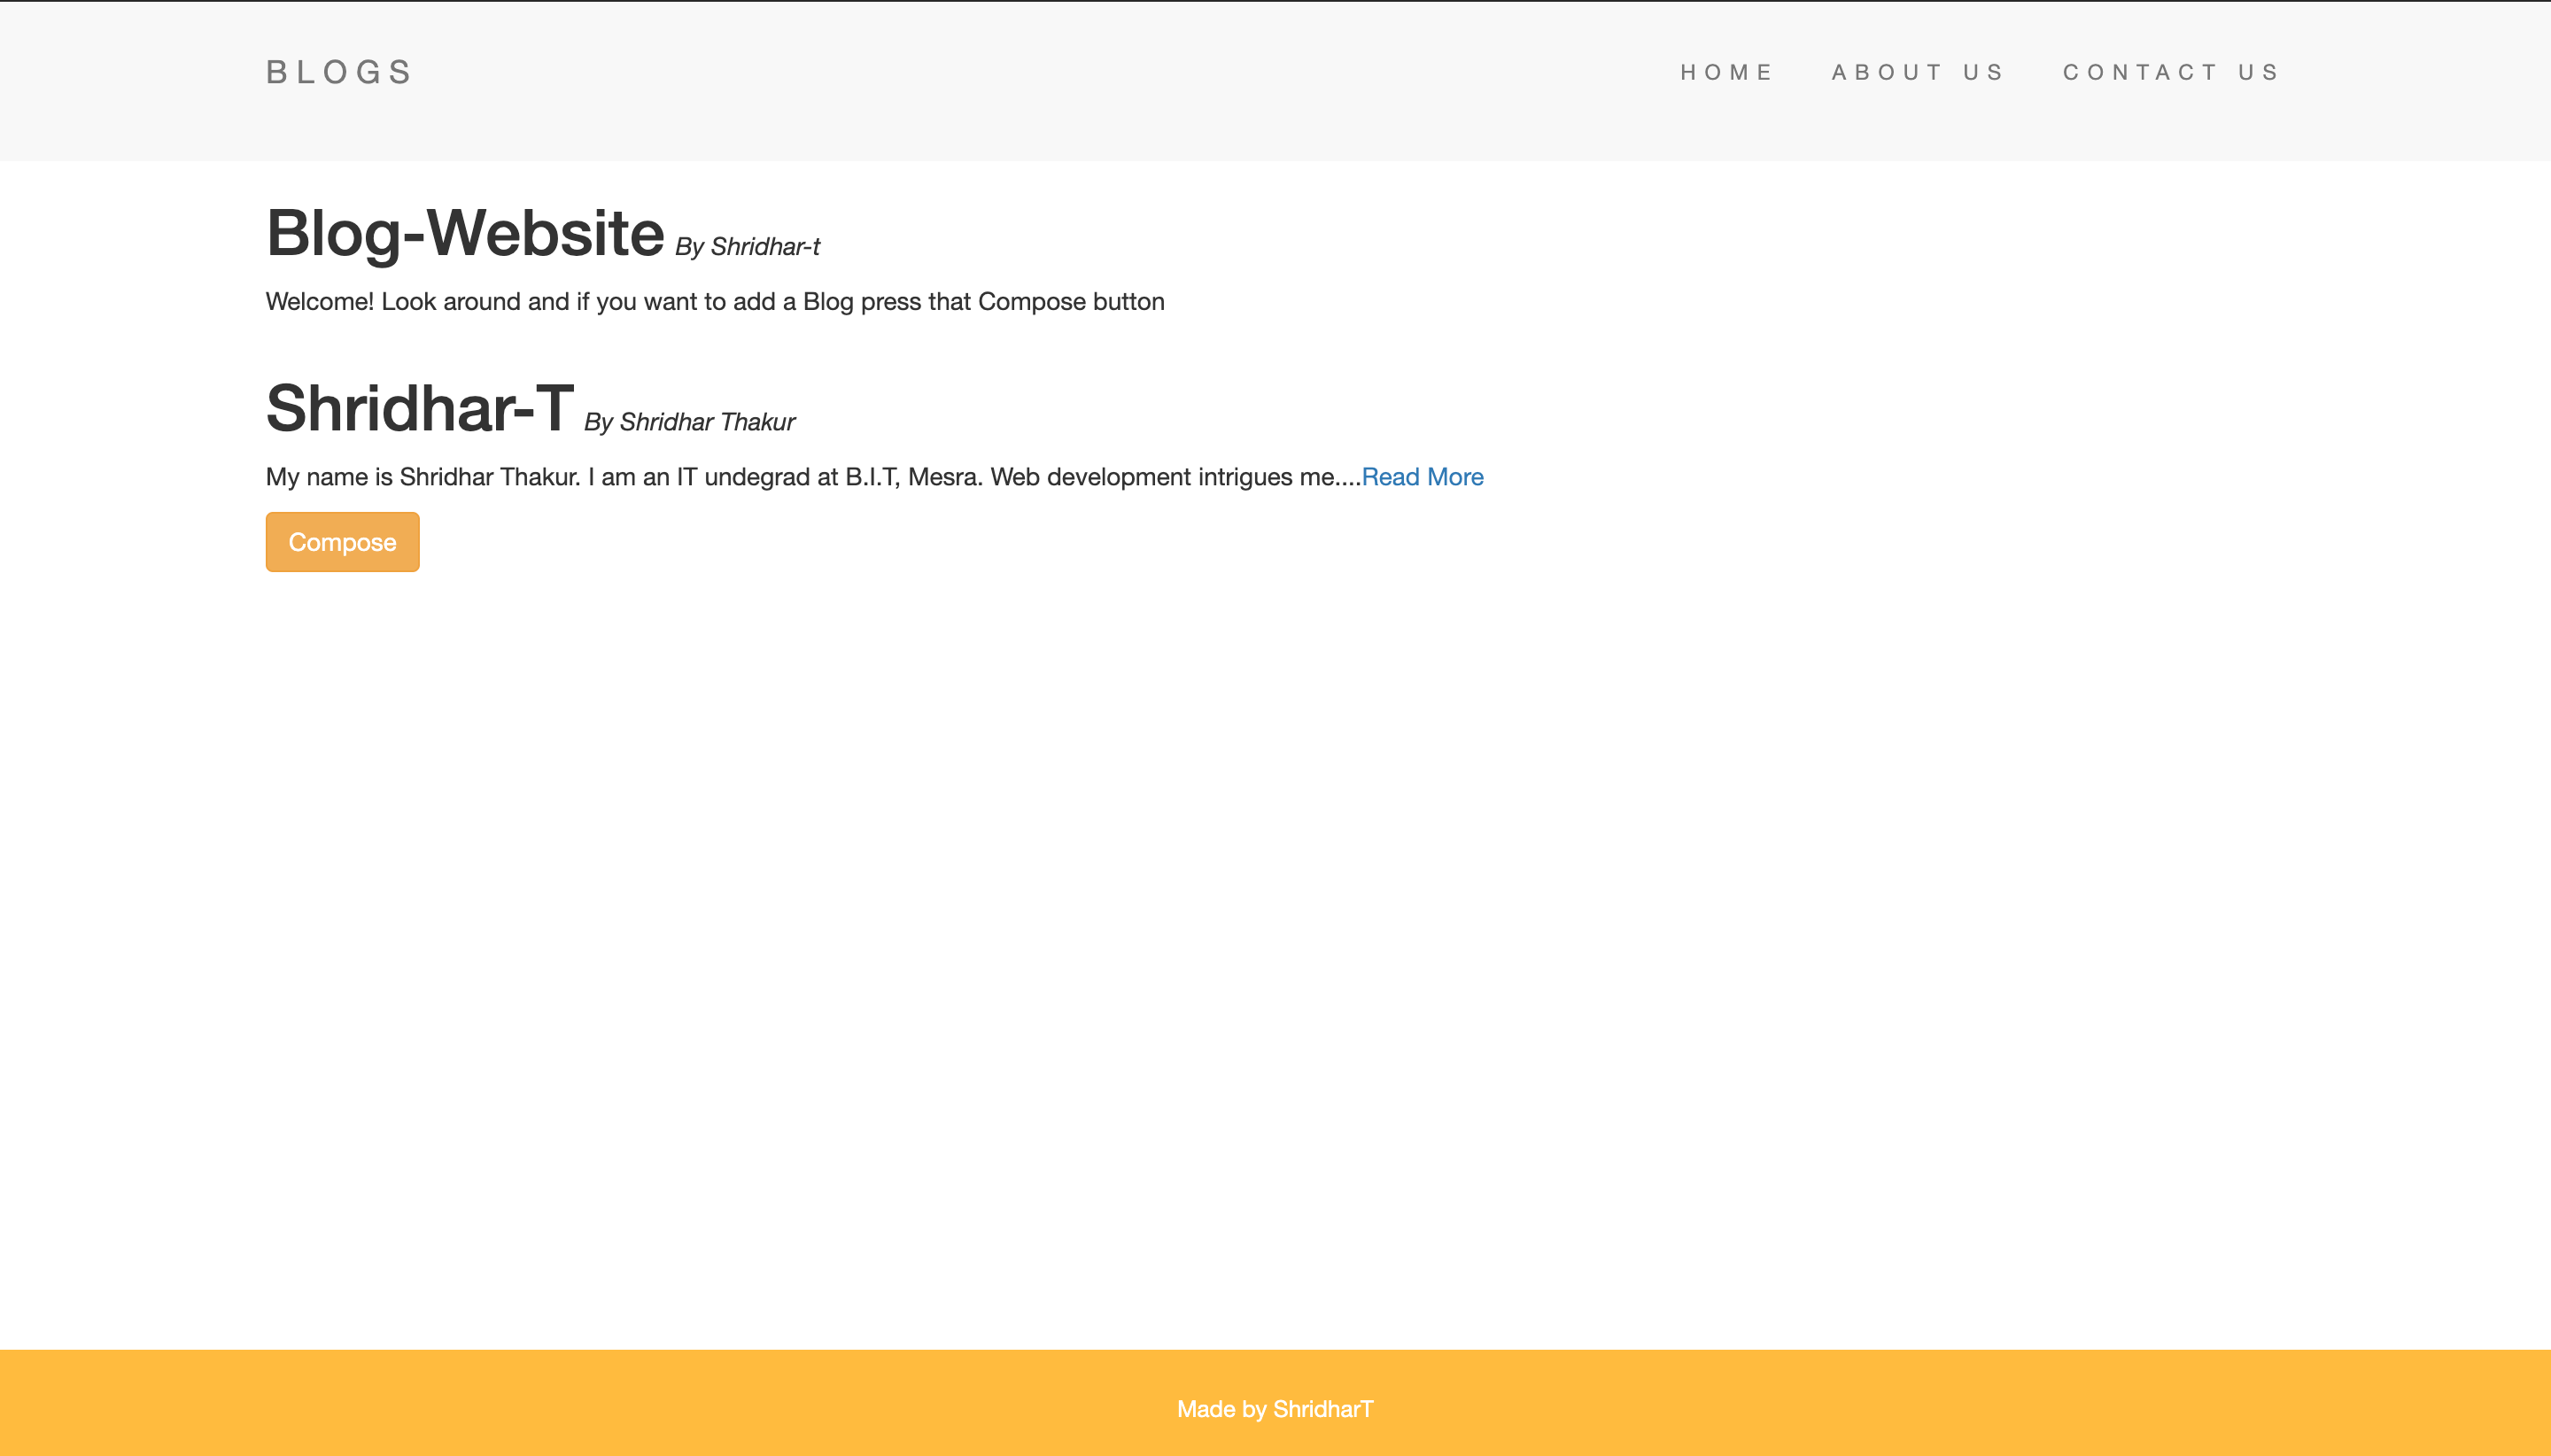 BLOGS
HOME ABOUT US CONTACT US
Blog-Website By Shridhar-t
Welcome! Look around and if you want to add a Blog press that Compose button
Shridhar-T By Shridhar Thakur
My name is Shridhar Thakur. I am an IT undegrad at B.I.T, Mesra. Web development intrigues me....Read More
Compose
Made by ShridharT